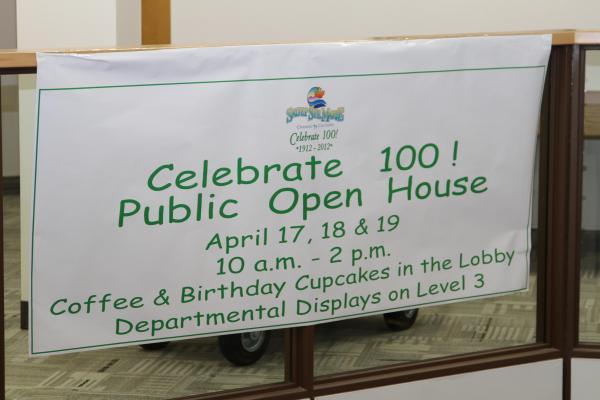 SAULT STE. MARIE
Celebrate 100!
*1912 - 2012*
Celebrate 100 !
Public Open House
April 17, 18 & 19
10 a.m. - 2 p.m.
Coffee & Birthday Cupcakes in the Lobby
Departmental Displays on Level 3